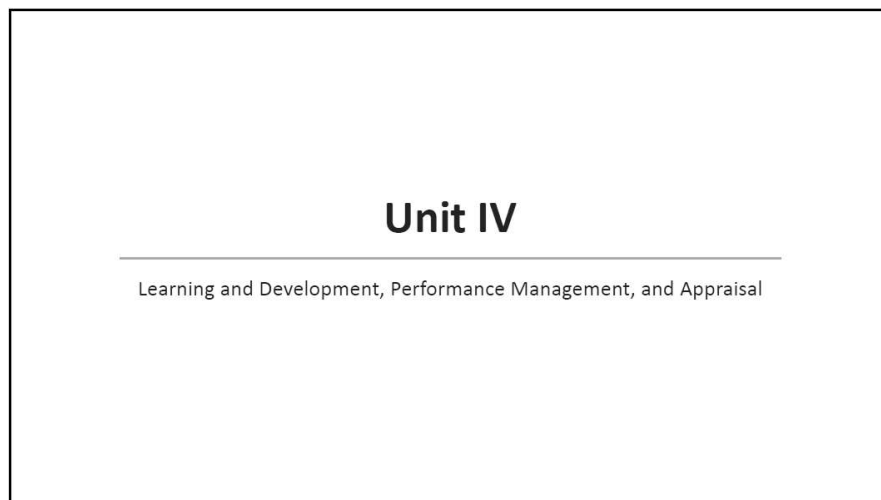 Unit IV
Learning and Development, Performance Management, and Appraisal